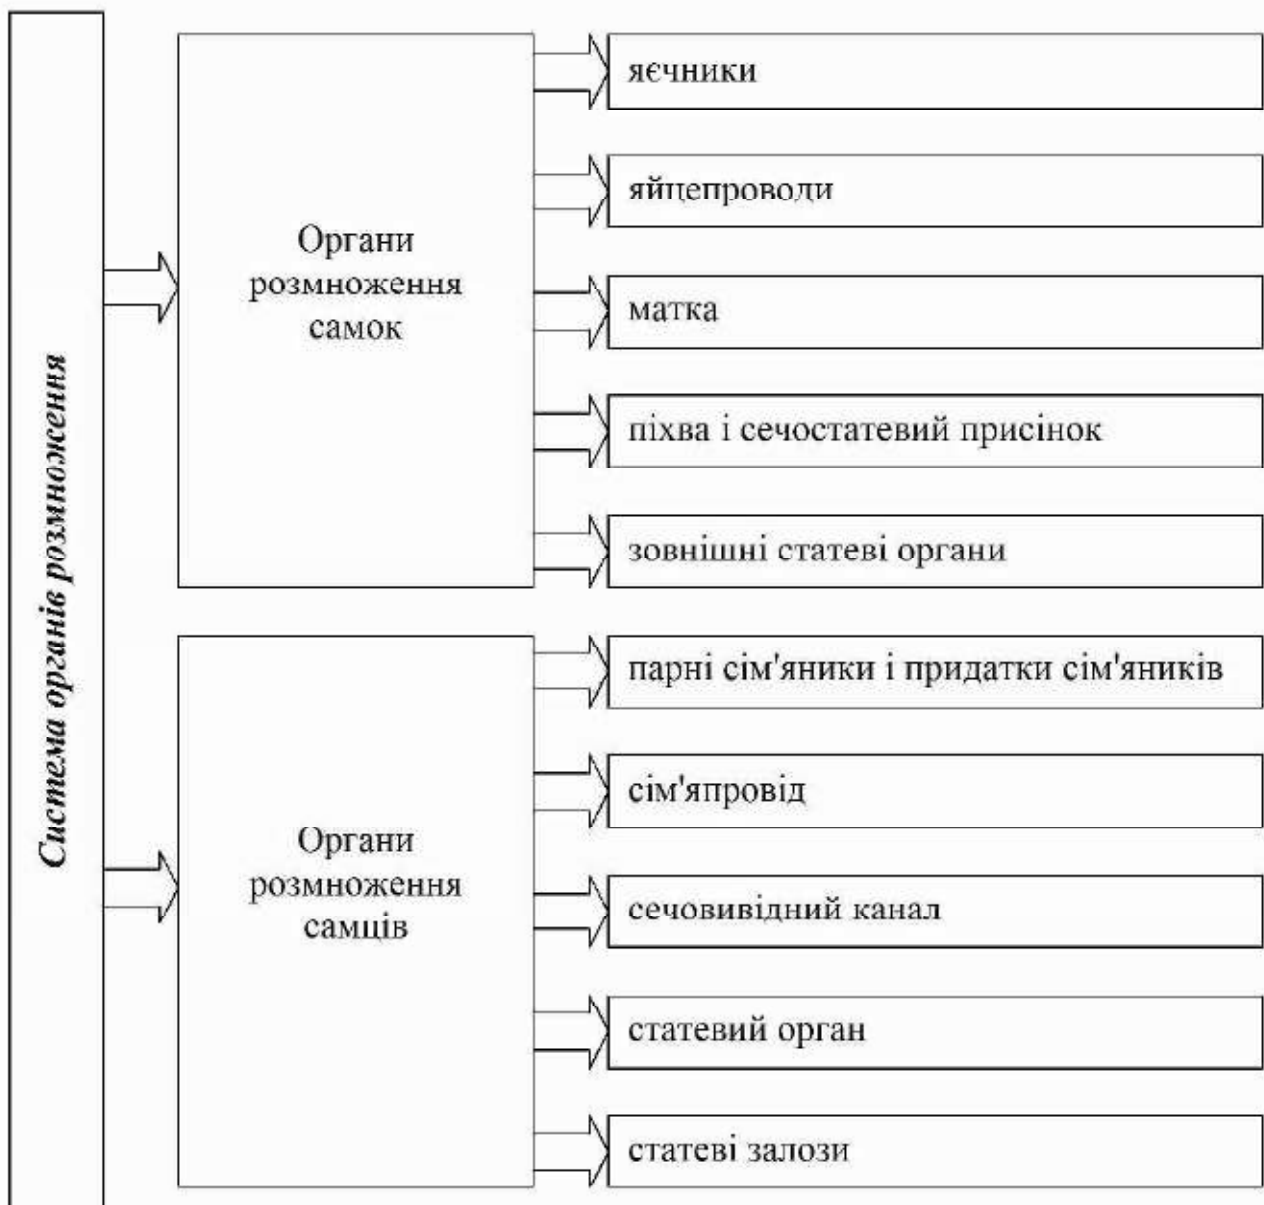 Система органів розмноження
Органи
розмноження
самок
яєчники
яйцепроводи
матка
піхва і сечостатевий присінок
зовнішні статеві органи
Органи
розмноження
самців
парні сім'яники і придатки сім'яників
сім'япровід
сечовивідний канал
статевий орган
статеві залози